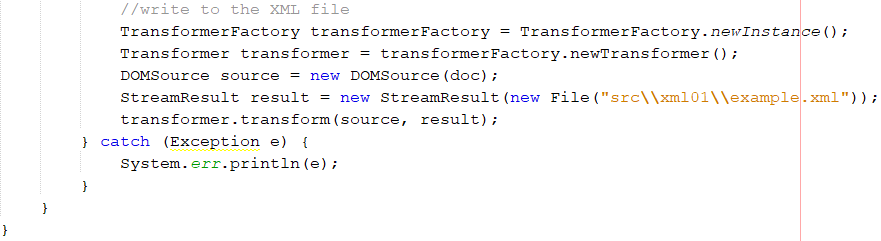 //write to the XML file
TransformerFactory transformerFactory = TransformerFactory.newInstance();
Transformer transformer = transformerFactory.newTransformer();
DOMSource source = new DOMSource(doc);
StreamResult result = new StreamResult(new File("src\\xml01\\example.xml"));
transformer.transform(source, result);
} catch (Exception e) {
System.err.println(e);
}
}
}